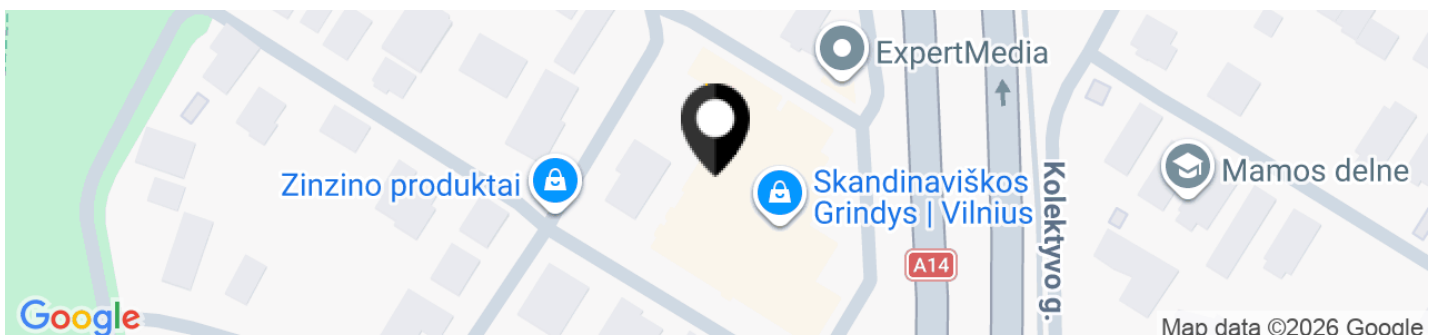 ExpertMedia
Zinzino produktai
Skandinaviškos
Grindys | Vilnius
Mamos delne
Kolektyvo g.
A14
Google
Map data ©2026 Google